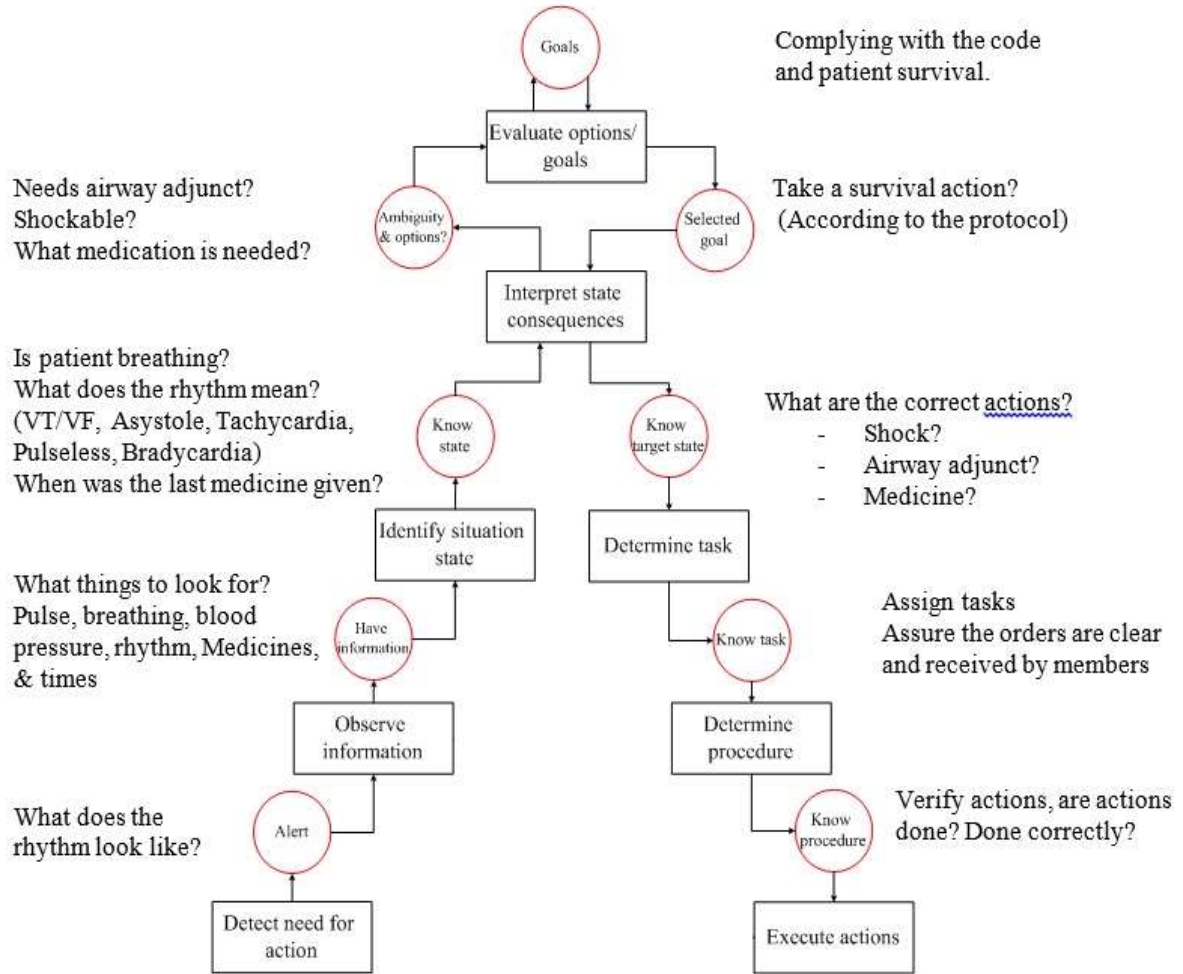 Goals
Complying with the code
and patient survival.
Evaluate options/
goals
Needs airway adjunct?
Shockable?
What medication is needed?
Ambiguity
& options?
Selected
goal
Take a survival action?
(According to the protocol)
Interpret state
consequences
Is patient breathing?
What does the rhythm mean?
(VT/VF, Asystole, Tachycardia,
Pulseless, Bradycardia)
When was the last medicine given?
Know
state
Know
target state
What are the correct actions?
- Shock?
- Airway adjunct?
- Medicine?
Identify situation
state
Determine task
What things to look for?
Pulse, breathing, blood
pressure, rhythm, Medicines,
& times
Have
information
Know task
Assign tasks
Assure the orders are clear
and received by members
Observe
information
Determine
procedure
What does the
rhythm look like?
Alert
Know
procedure
Verify actions, are actions
done? Done correctly?
Detect need for
action
Execute actions